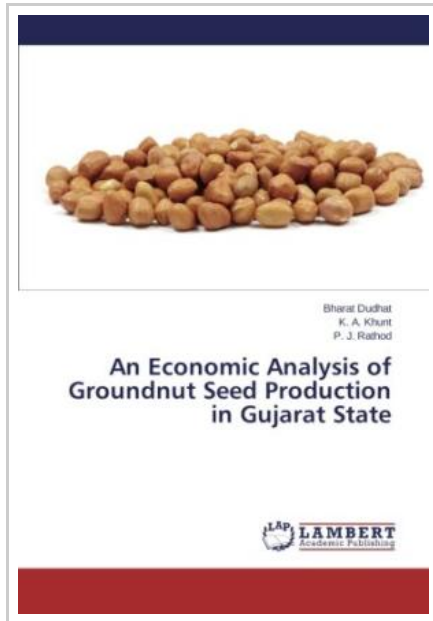 Bharat Dudhat
K. A. Khunt
P. J. Rathod
An Economic Analysis of
Groundnut Seed Production
in Gujarat State
LAP
LAMBERT
Academic Publishing